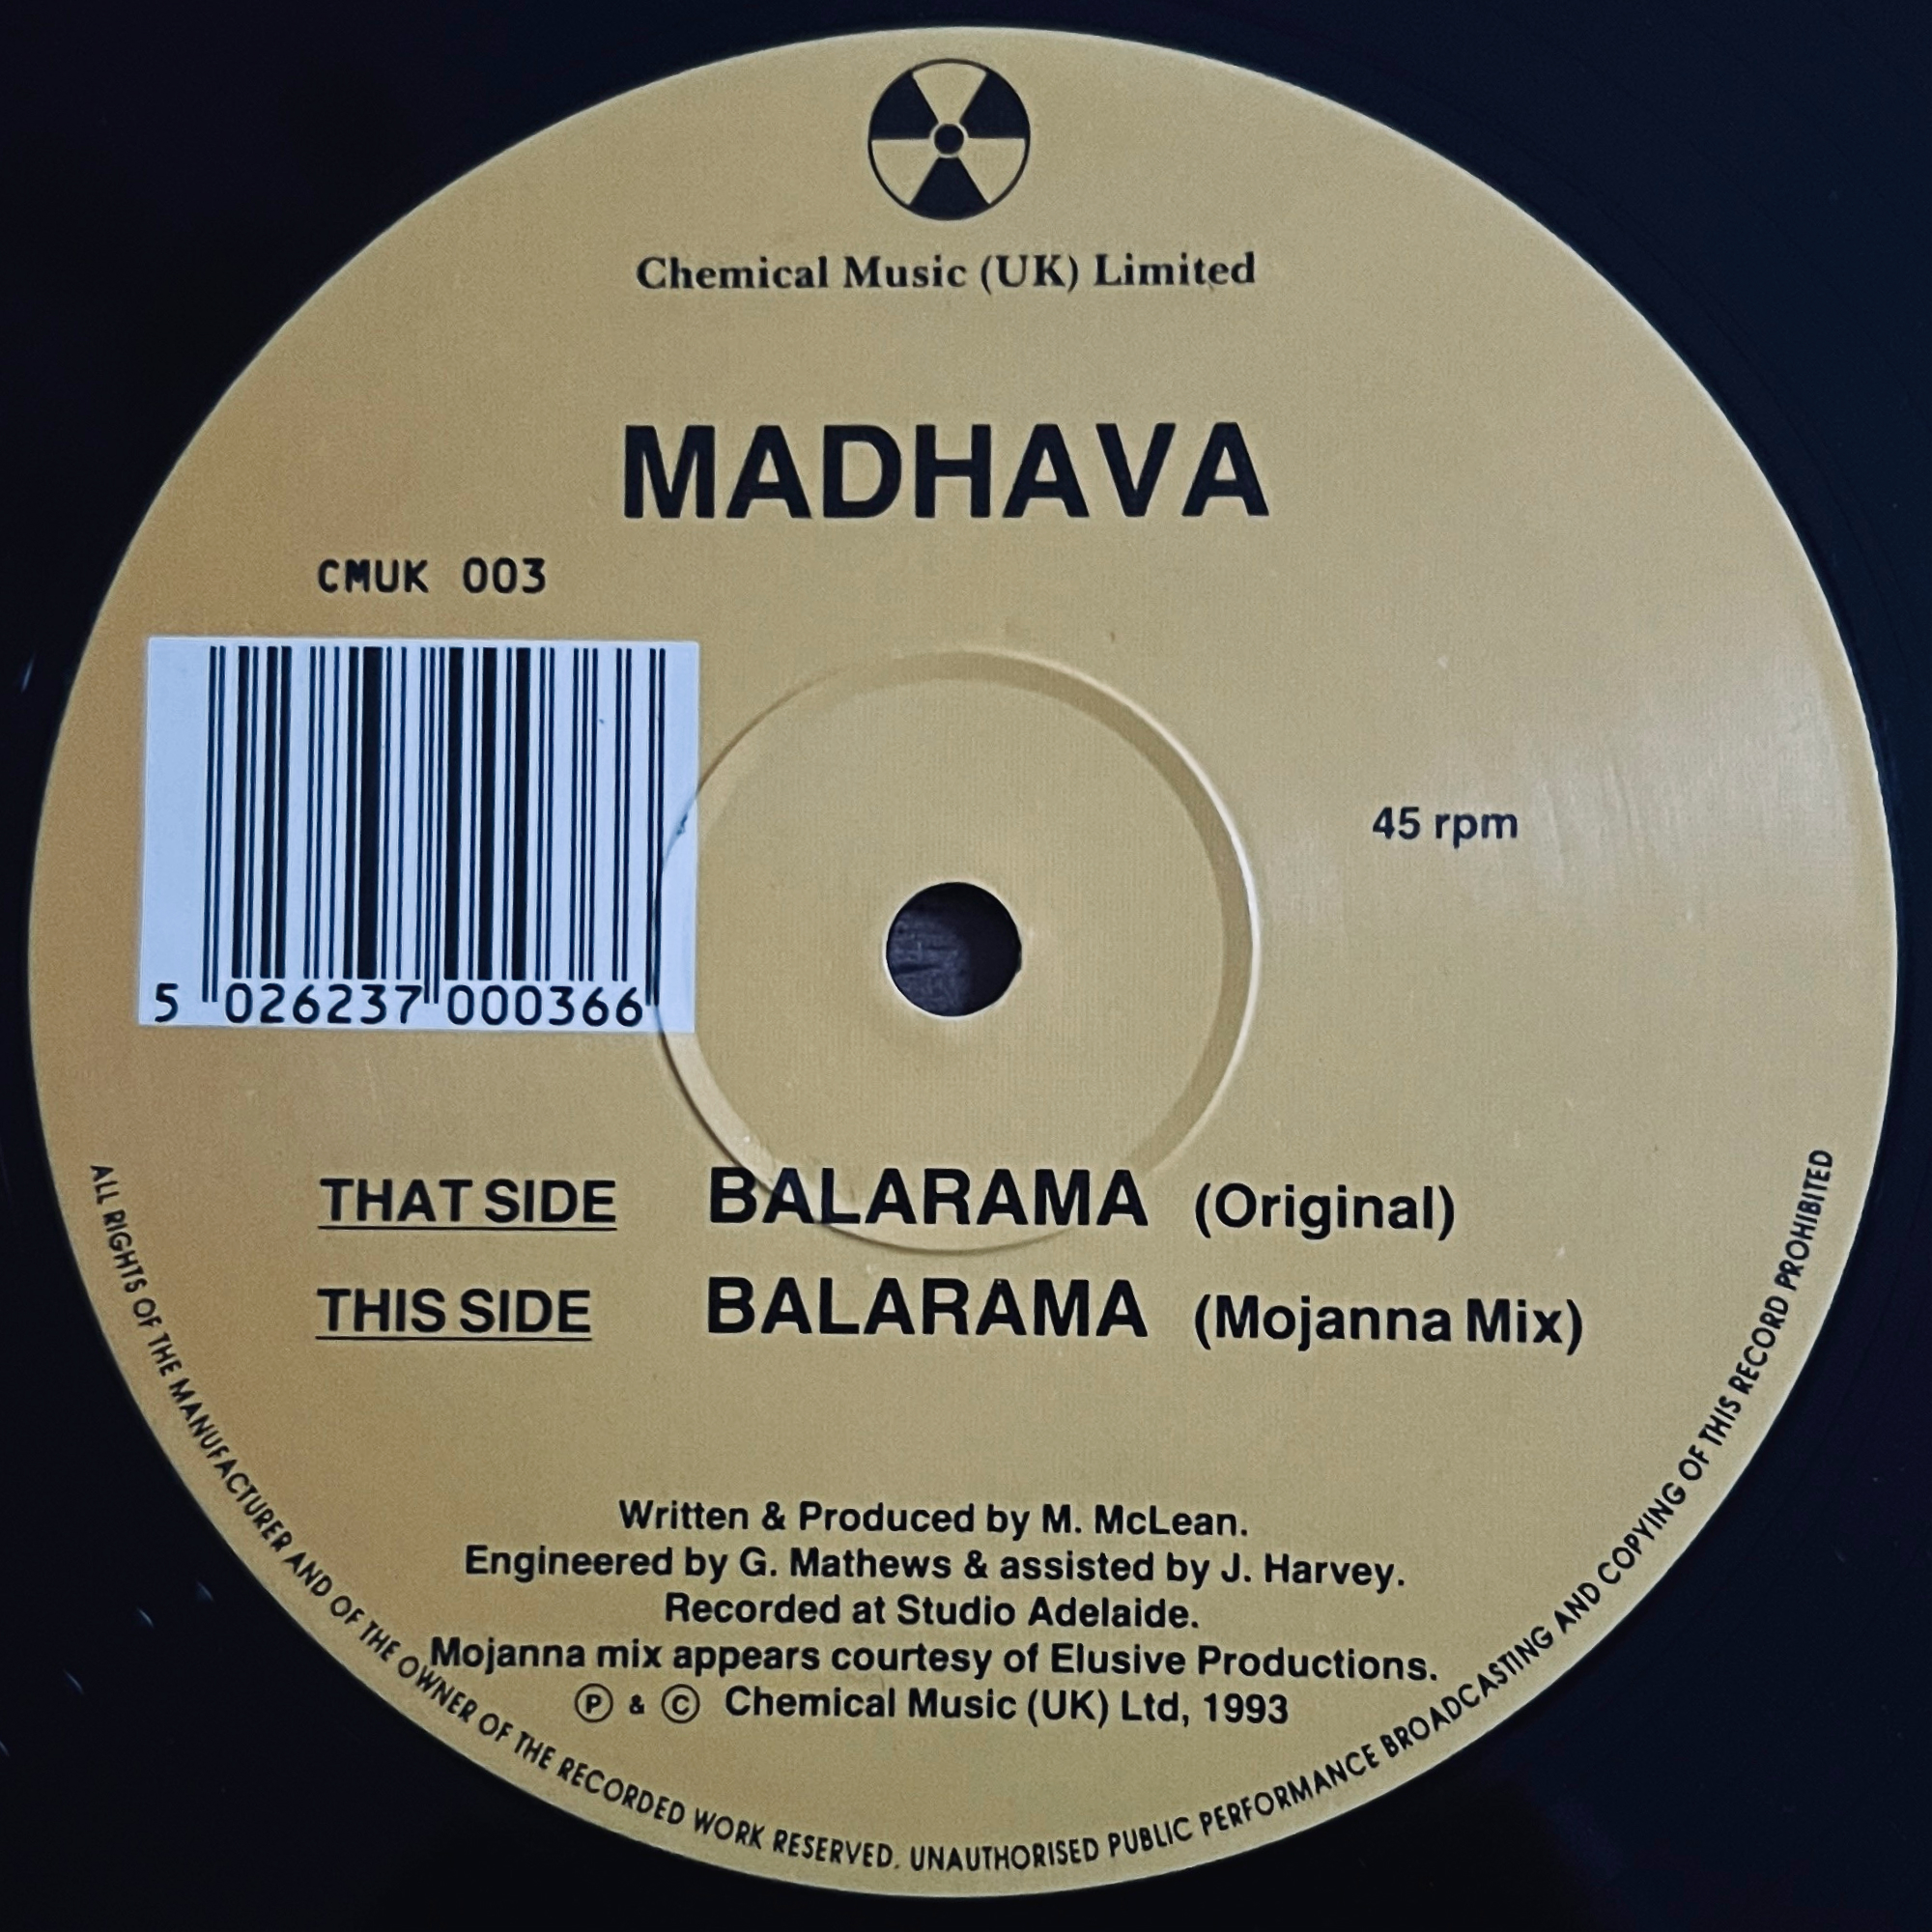 Chemical Music (UK) Limited
MADHAVA
CMUK 003
5 026237 000366
45 rpm
THAT SIDE BALARAMA (Original)
THIS SIDE BALARAMA (Mojanna Mix)
Written & Produced by M. McLean.
Engineered by G. Mathews & assisted by J. Harvey.
Recorded at Studio Adelaide.
Mojanna mix appears courtesy of Elusive Productions.
Ⓟ & Ⓒ Chemical Music (UK) Ltd, 1993
ALL RIGHTS OF THE MANUFACTURER AND OF THE OWNER OF THE RECORDED WORK RESERVED. UNAUTHORISED PUBLIC PERFORMANCE BROADCASTING AND COPYING OF THIS RECORD PROHIBITED